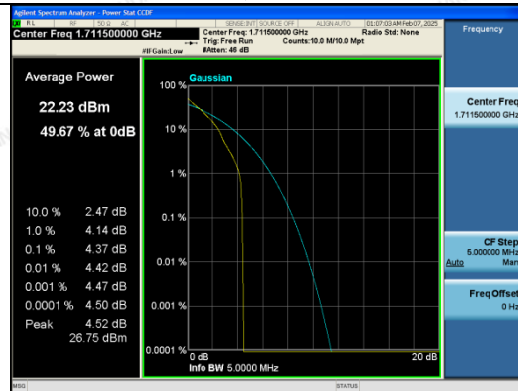 Agilent Spectrum Analyzer - Power Stat CCDF
RL RF 50 Ω AC SENSE:INT SOURCE OFF ALIGN AUTO 01:07:03 AM Feb 07, 2025
Center Freq 1.711500000 GHz
Center Freq: 1.711500000 GHz Radio Std: None
Trig: Free Run Counts:10.0 M/10.0 Mpt
#IFGain:Low #Atten: 46 dB
Frequency
Average Power
22.23 dBm
49.67 % at 0dB
10.0 % 2.47 dB
1.0 % 4.14 dB
0.1 % 4.37 dB
0.01 % 4.42 dB
0.001 % 4.47 dB
0.0001 % 4.50 dB
Peak 4.52 dB
26.75 dBm
Gaussian
100 %
10 %
1 %
0.1 %
0.01 %
0.001 %
0.0001 %
0 dB 20 dB
Info BW 5.0000 MHz
Center Freq
1.711500000 GHz
CF Step
5.000000 MHz
Auto Man
Freq Offset
0 Hz
MSG STATUS